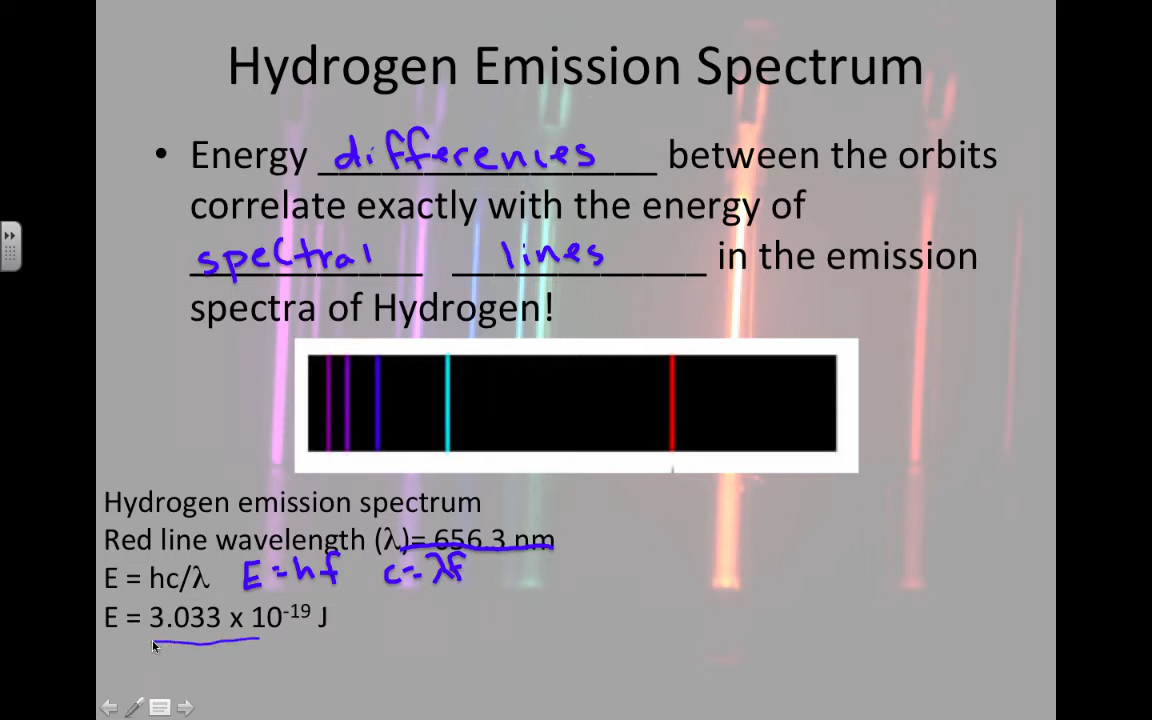 Hydrogen Emission Spectrum
• Energy differences between the orbits
correlate exactly with the energy of
spectral lines in the emission
spectra of Hydrogen!
Hydrogen emission spectrum
Red line wavelength (λ)= 656.3 nm
E = hc/λ E=hf c=λf
E = 3.033 x 10⁻¹⁹ J